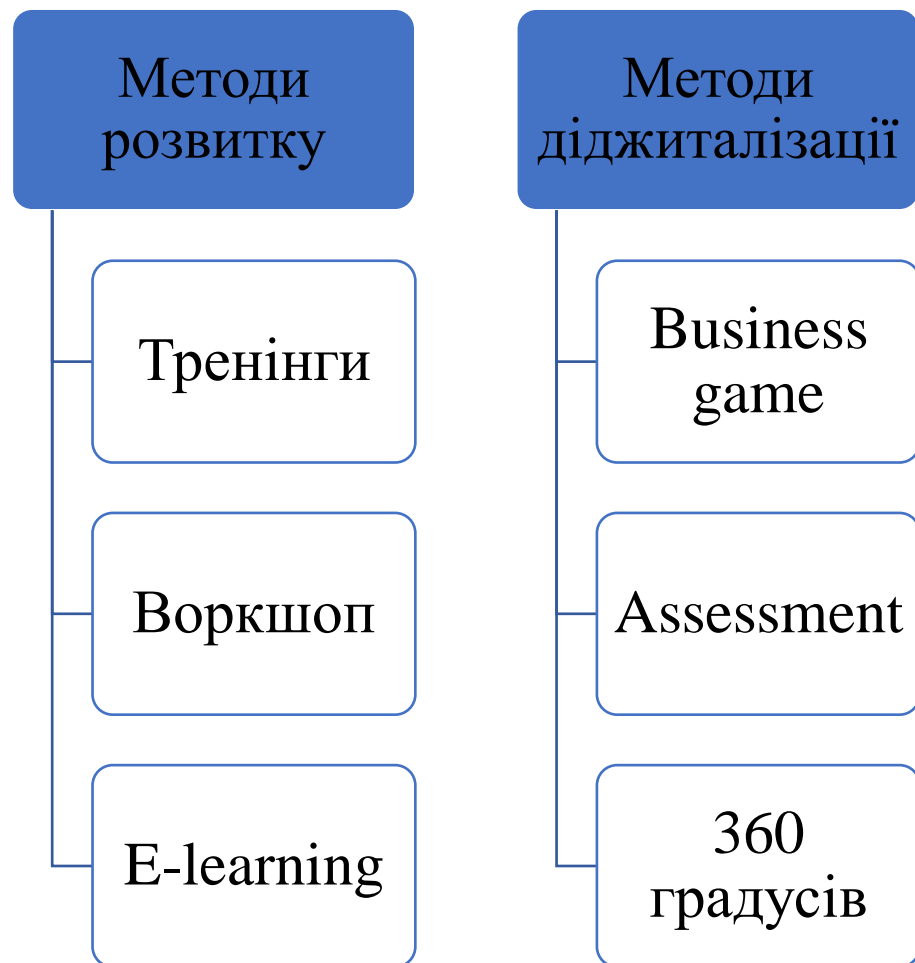 Методи
розвитку
Тренінги
Воркшоп
E-learning
Методи
діджиталізації
Business
game
Assessment
360
градусів